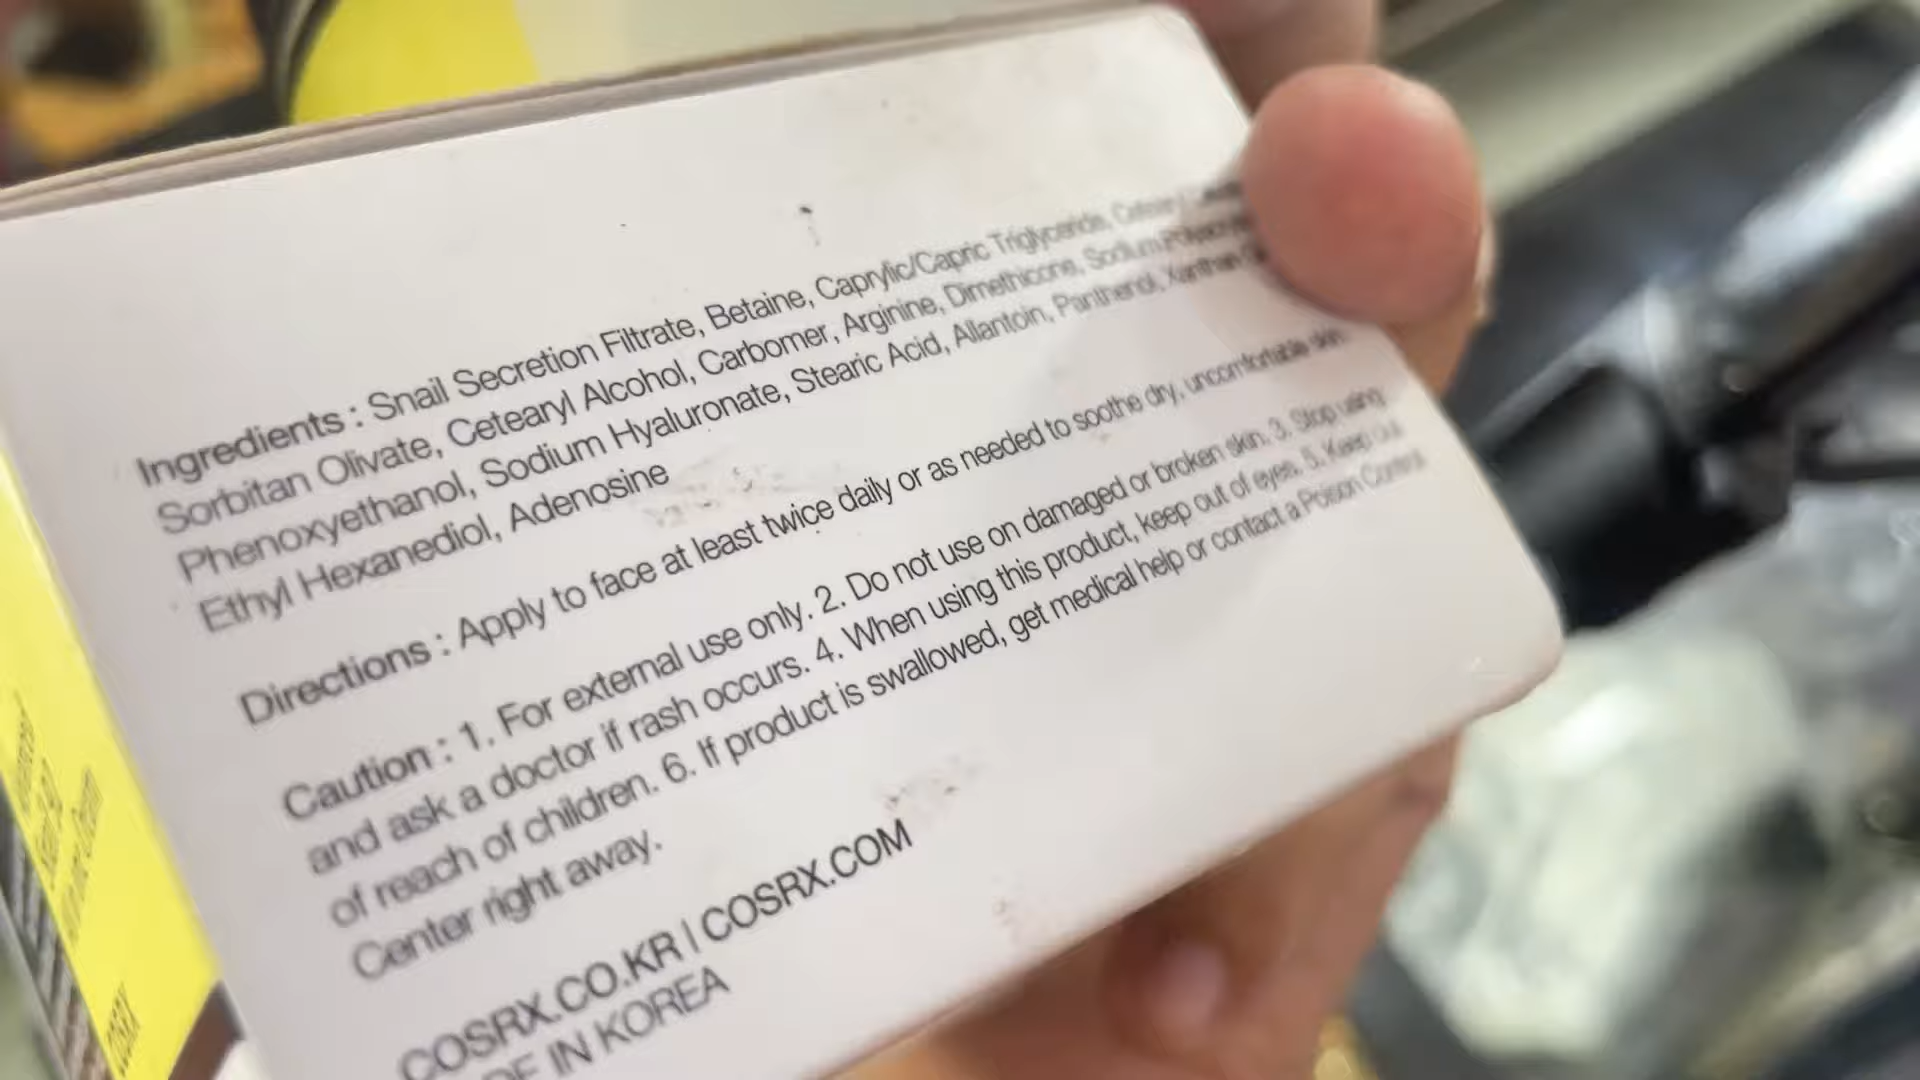 Ingredients : Snail Secretion Filtrate, Betaine, Caprylic/Capric Triglyceride,
Sorbitan Olivate, Cetearyl Alcohol, Carbomer, Arginine, Dimethicone, Sodium
Phenoxyethanol, Sodium Hyaluronate, Stearic Acid, Allantoin, Panthenol, Xanthan
Ethyl Hexanediol, Adenosine
Directions : Apply to face at least twice daily or as needed to soothe dry, uncomfortable skin
Caution : 1. For external use only. 2. Do not use on damaged or broken skin. 3. Stop using
and ask a doctor if rash occurs. 4. When using this product, keep out of eyes. 5. Keep out
of reach of children. 6. If product is swallowed, get medical help or contact a Poison Control
Center right away.
COSRX.CO.KR | COSRX.COM
IN KOREA
COSRX